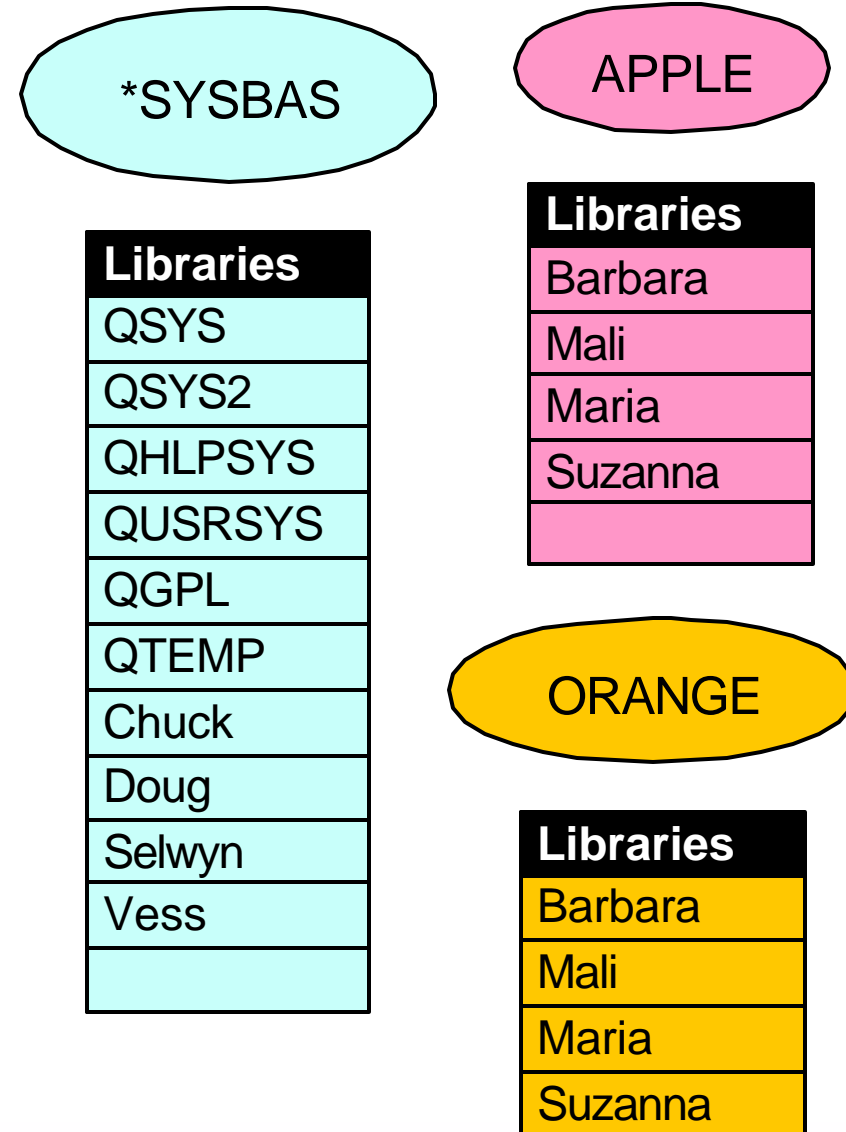 *SYSBAS
Libraries
QSYS
QSYS2
QHLPSYS
QUSRSYS
QGPL
QTEMP
Chuck
Doug
Selwyn
Vess
APPLE
Libraries
Barbara
Mali
Maria
Suzanna
ORANGE
Libraries
Barbara
Mali
Maria
Suzanna